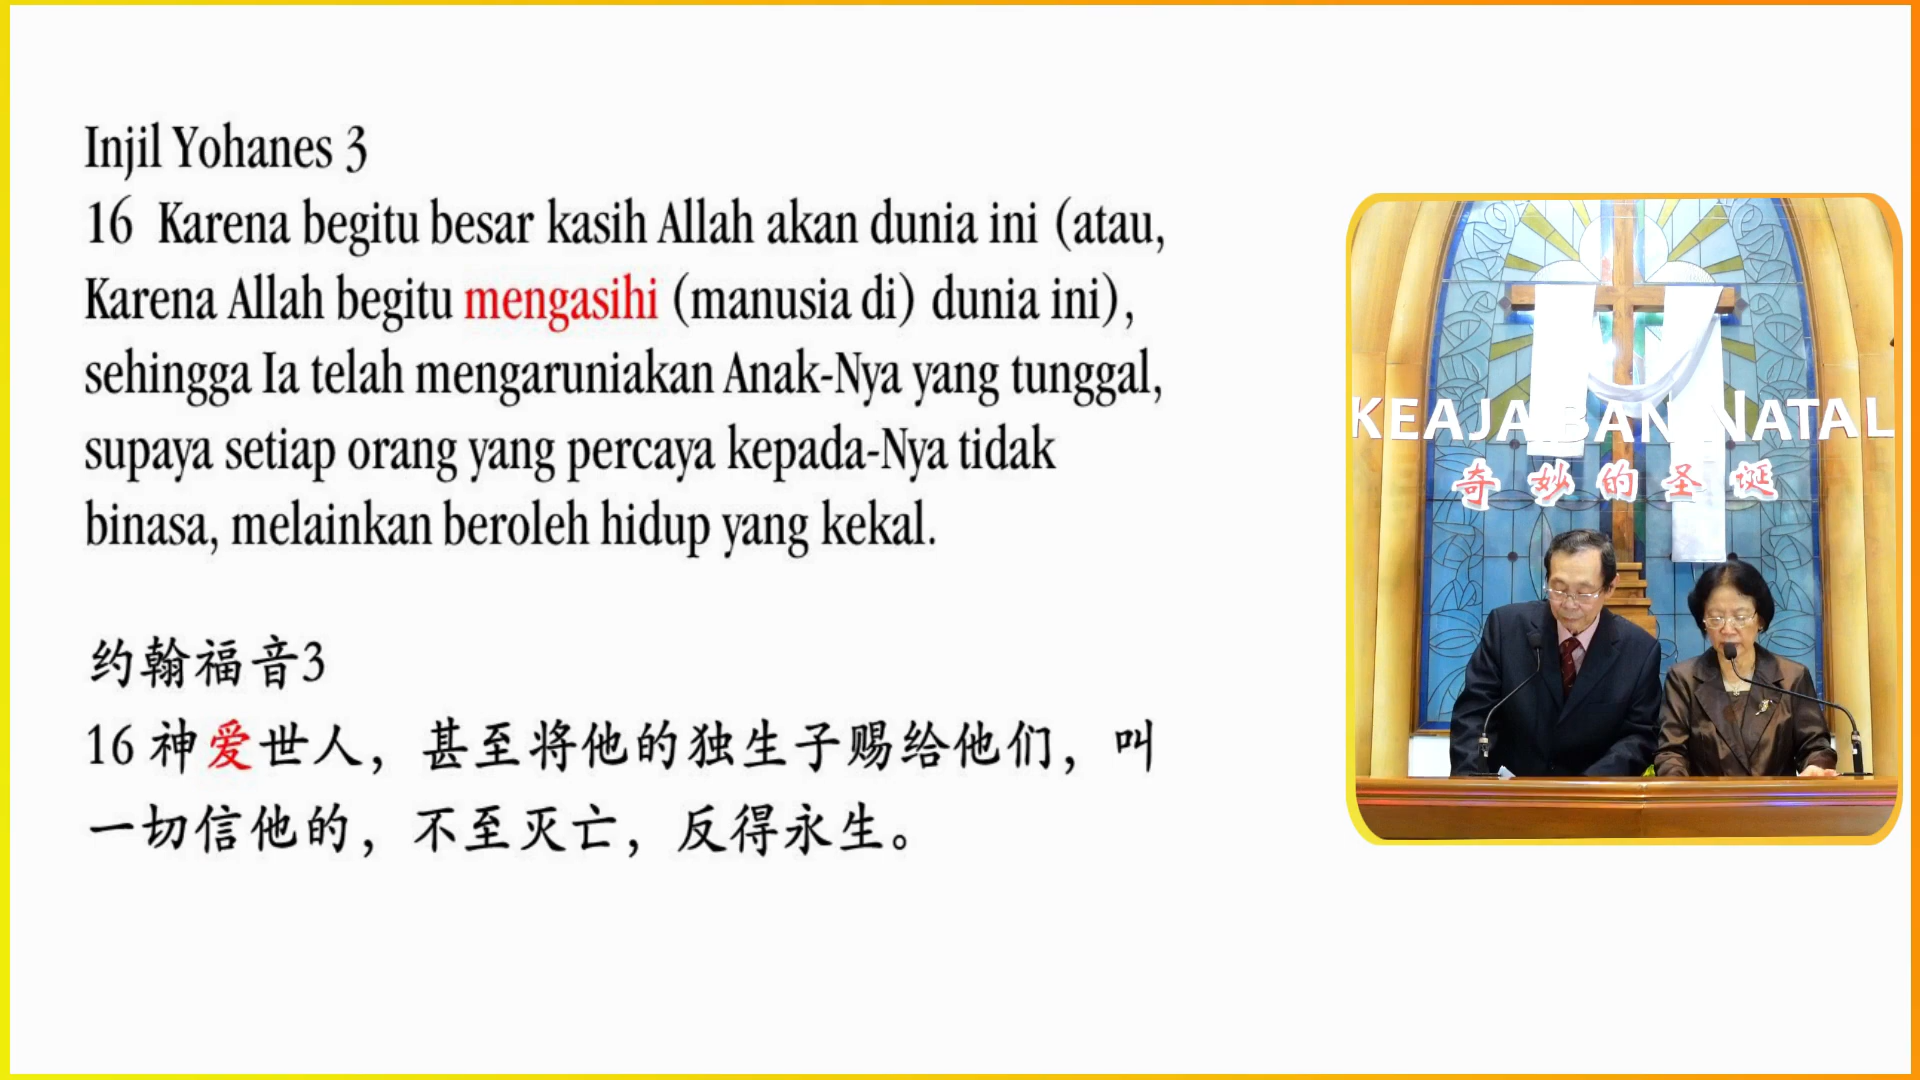 Injil Yohanes 3
16 Karena begitu besar kasih Allah akan dunia ini (atau,
Karena Allah begitu mengasihi (manusia di) dunia ini),
sehingga Ia telah mengaruniakan Anak-Nya yang tunggal,
supaya setiap orang yang percaya kepada-Nya tidak
binasa, melainkan beroleh hidup yang kekal.
约翰福音3
16 神爱世人，甚至将他的独生子赐给他们，叫
一切信他的，不至灭亡，反得永生。
KEAJAIBAN NATAL
奇妙的圣诞